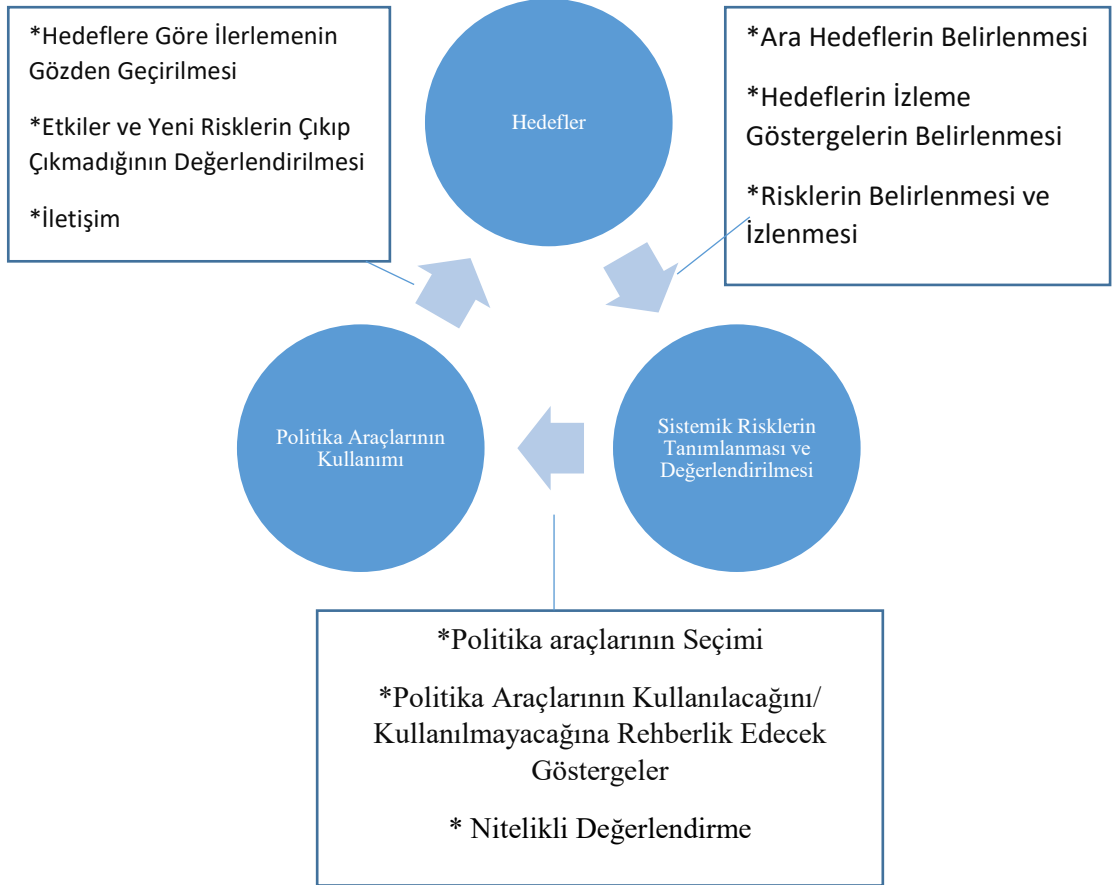 *Hedeflere Göre İlerlemenin
Gözden Geçirilmesi
*Etkiler ve Yeni Risklerin Çıkıp
Çıkmadığının Değerlendirilmesi
*İletişim
Hedefler
*Ara Hedeflerin Belirlenmesi
*Hedeflerin İzleme
Göstergelerin Belirlenmesi
*Risklerin Belirlenmesi ve
İzlenmesi
Politika Araçlarının
Kullanımı
Sistemik Risklerin
Tanımlanması ve
Değerlendirilmesi
*Politika araçlarının Seçimi
*Politika Araçlarının Kullanılacağını/
Kullanılmayacağına Rehberlik Edecek
Göstergeler
* Nitelikli Değerlendirme